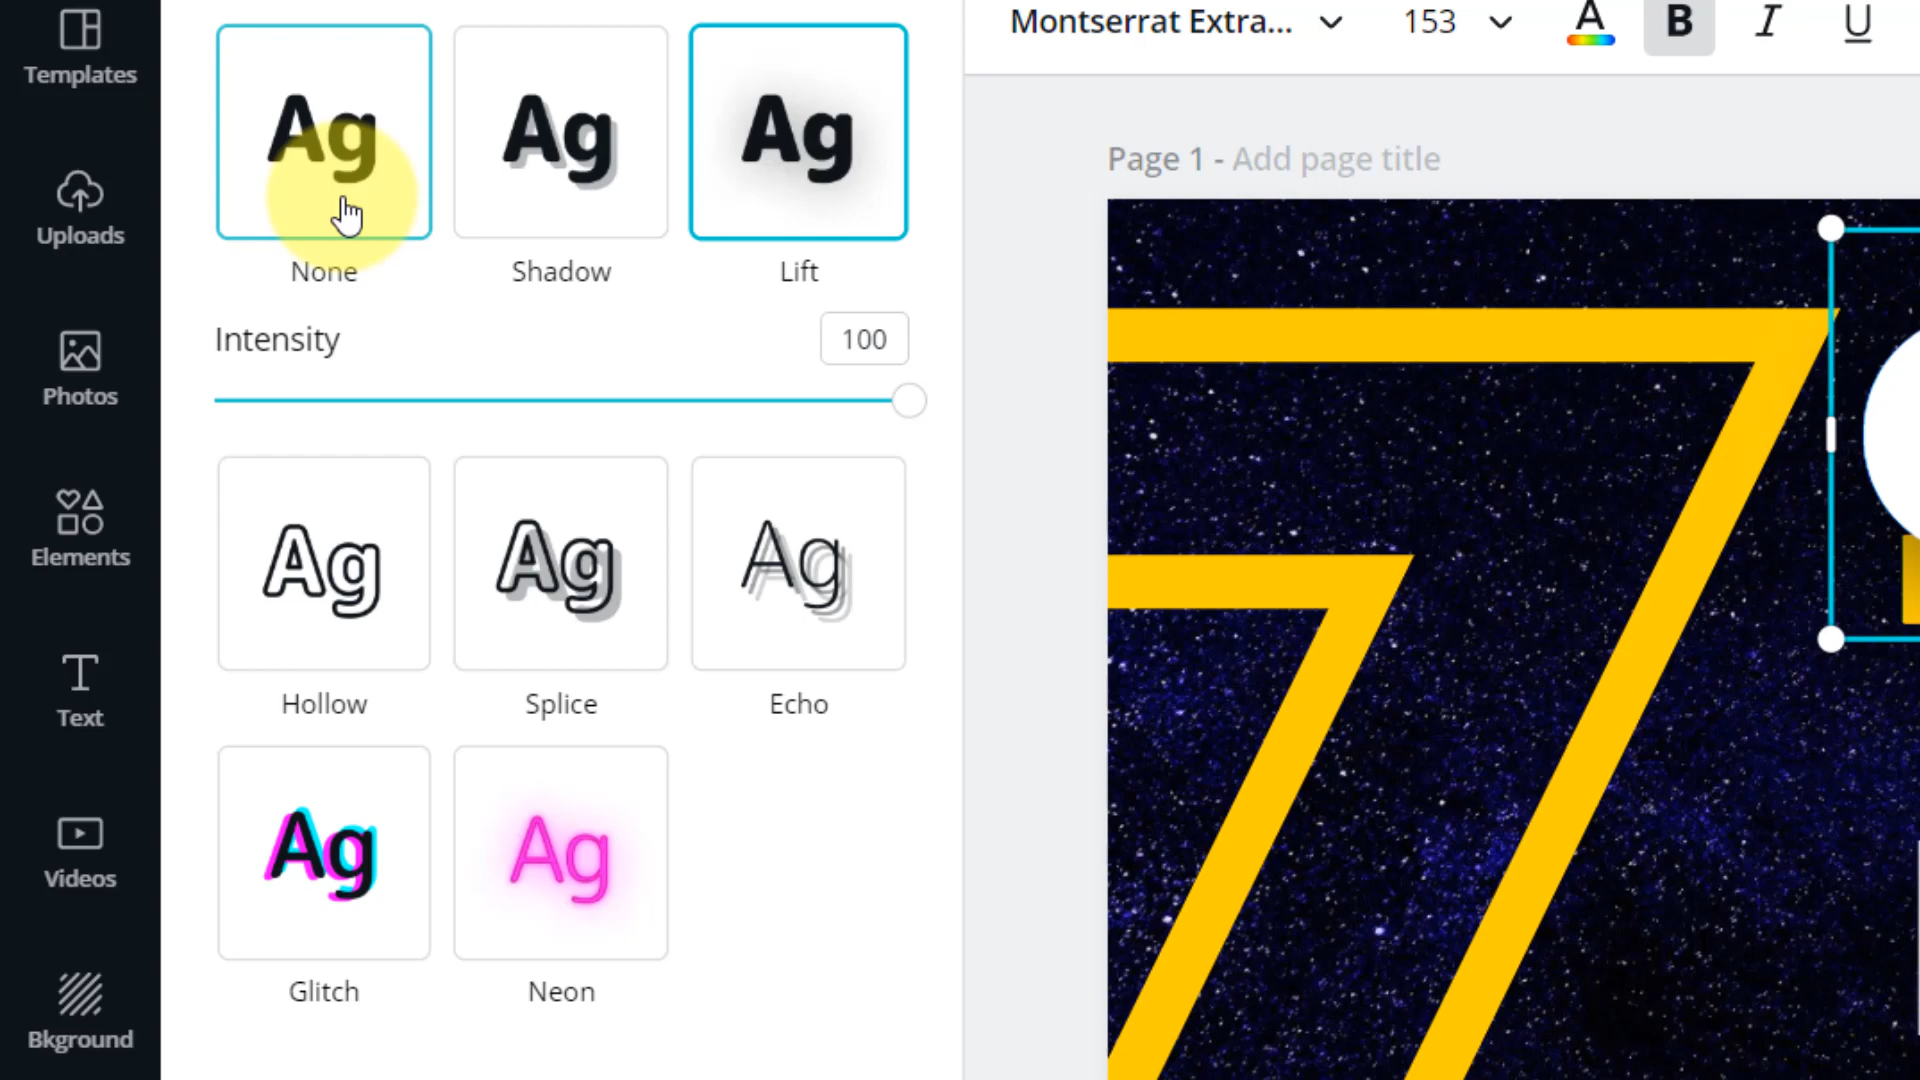 Templates
Uploads
Photos
Elements
Text
Videos
Bkground
Ag
None
Ag
Shadow
Ag
Lift
Intensity
100
Ag
Hollow
Ag
Splice
Ag
Echo
Ag
Glitch
Ag
Neon
Montserrat Extra...
153
A
B
I
U
Page 1 - Add page title